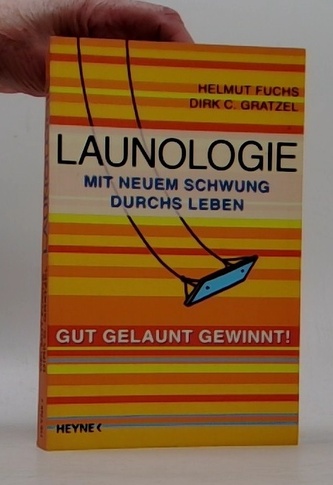 HELMUT FUCHS
DIRK C. GRATZEL
LAUNOLOGIE
MIT NEUEM SCHWUNG
DURCHS LEBEN
GUT GELAUNT GEWINNT!
HEYNE <